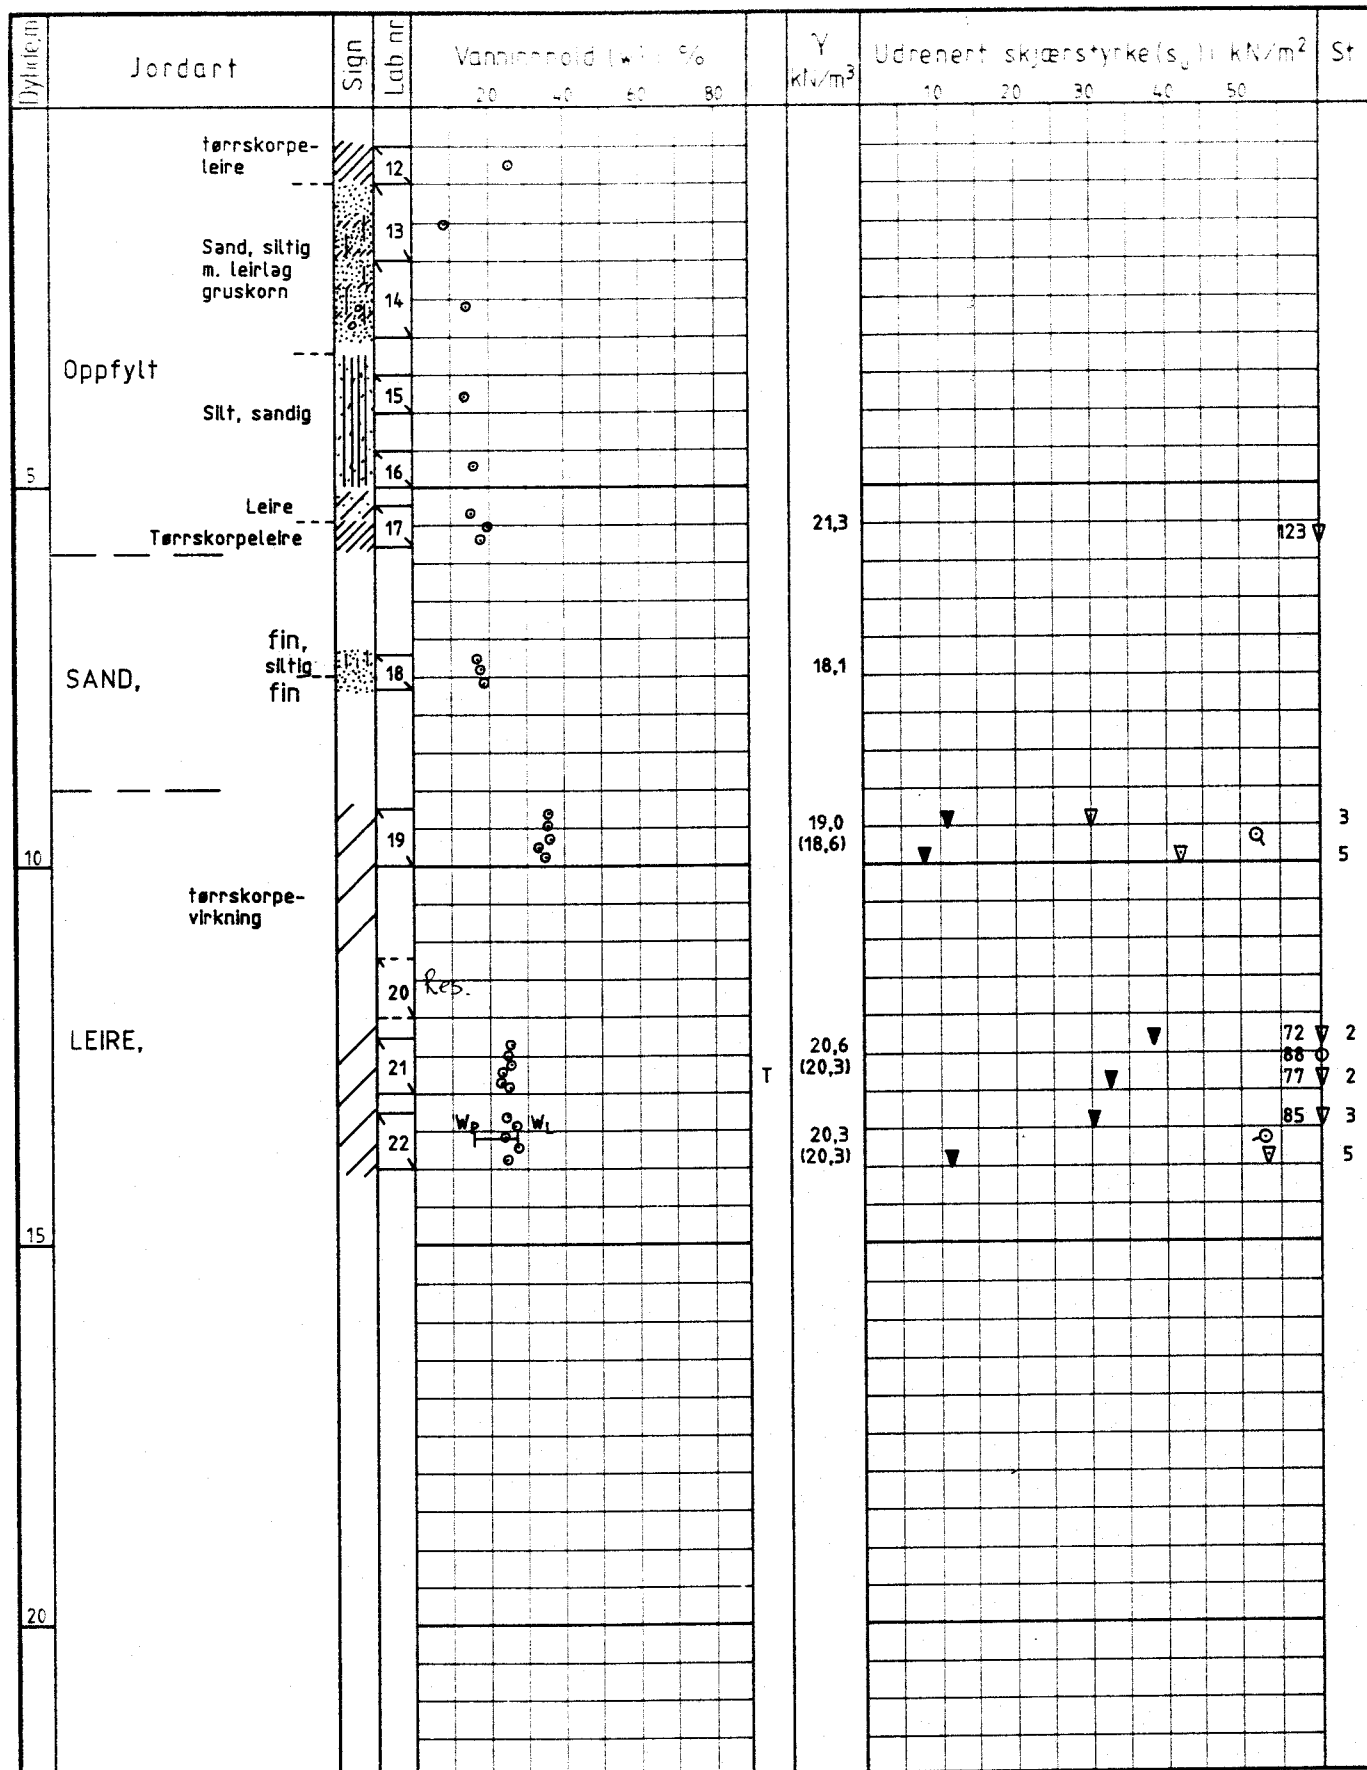 Dybde,m Jordart Sign Lab nr Vanninnhold (w) i % γ kN/m³ Udrenert skjærstyrke (su) i kN/m² St
20 40 60 80 10 20 30 40 50
tørrskorpe-
leire
12
13
Sand, siltig
m. leirlag
gruskorn
14
Oppfylt
15
Silt, sandig
16
5
Leire
17 21,3 123
Tørrskorpeleire
fin,
siltig
SAND, 18 18,1
fin
19 19,0 3
(18,6)
5
10
tørrskorpe-
virkning
20 Res.
LEIRE, 20,6 72 2
88
21 (20,3) T 77 2
85 3
Wp WL
22 20,3
(20,3) 5
15
20